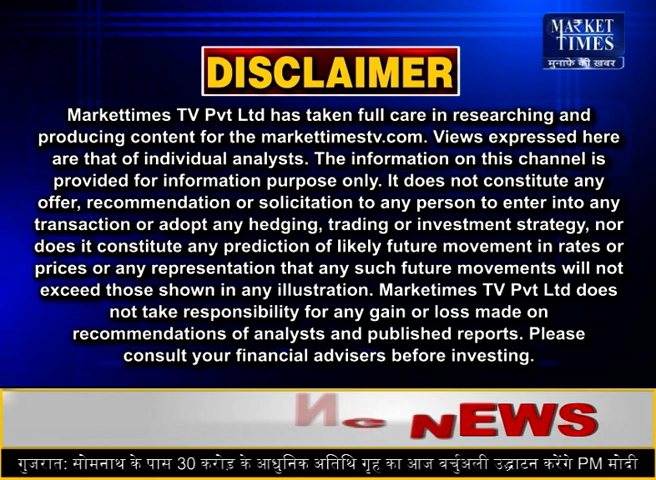 MARKET
TIMES
मुनाफे की ख़बर
DISCLAIMER
Markettimes TV Pvt Ltd has taken full care in researching and
producing content for the markettimestv.com. Views expressed here
are that of individual analysts. The information on this channel is
provided for information purpose only. It does not constitute any
offer, recommendation or solicitation to any person to enter into any
transaction or adopt any hedging, trading or investment strategy, nor
does it constitute any prediction of likely future movement in rates or
prices or any representation that any such future movements will not
exceed those shown in any illustration. Marketimes TV Pvt Ltd does
not take responsibility for any gain or loss made on
recommendations of analysts and published reports. Please
consult your financial advisers before investing.
NEWS
गुजरात: सोमनाथ के पास 30 करोड़ के आधुनिक अतिथि गृह का आज वर्चुअली उद्घाटन करेंगे PM मोदी